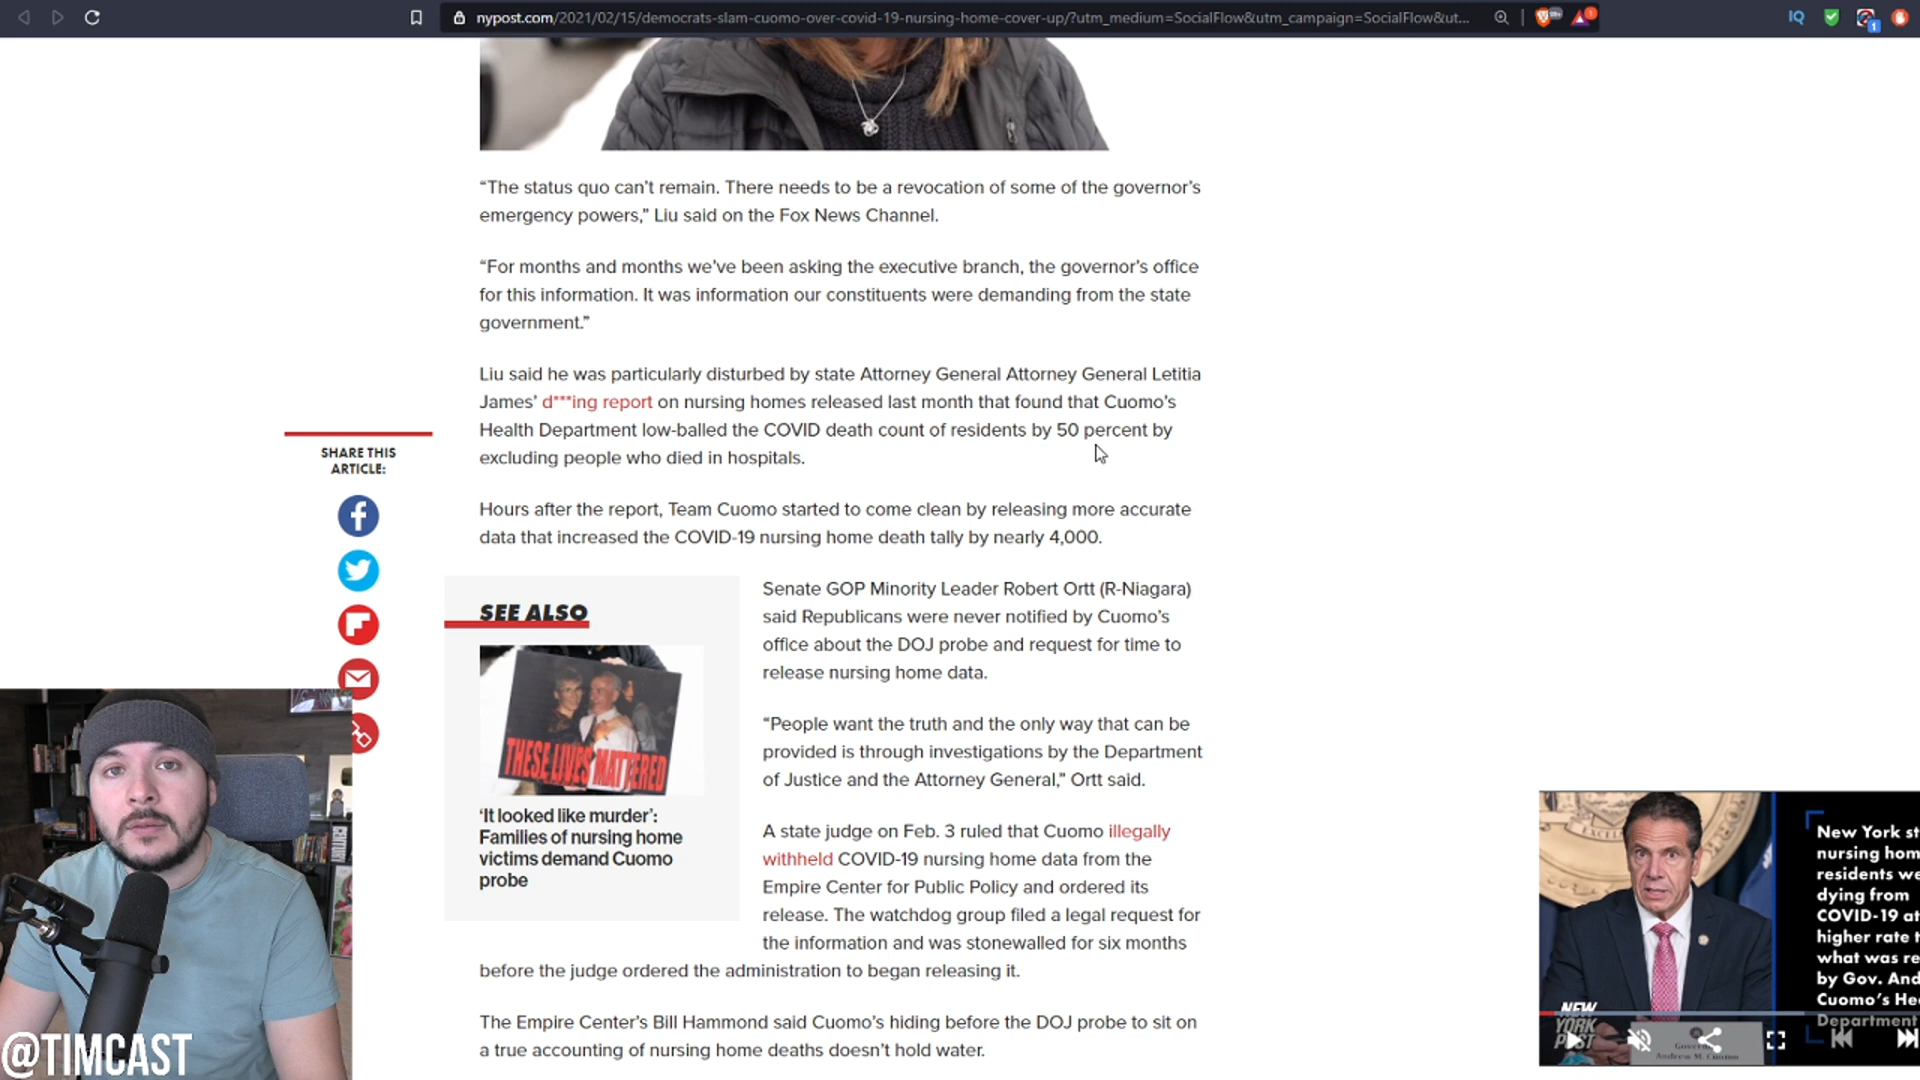 nypost.com/2021/02/15/democrats-slam-cuomo-over-covid-19-nursing-home-cover-up/?utm_medium=SocialFlow&utm_campaign=SocialFlow&ut...
IQ
1
“The status quo can’t remain. There needs to be a revocation of some of the governor’s
emergency powers,” Liu said on the Fox News Channel.
“For months and months we’ve been asking the executive branch, the governor’s office
for this information. It was information our constituents were demanding from the state
government.”
Liu said he was particularly disturbed by state Attorney General Attorney General Letitia
James’ d***ing report on nursing homes released last month that found that Cuomo’s
Health Department low-balled the COVID death count of residents by 50 percent by
excluding people who died in hospitals.
SHARE THIS
ARTICLE:
Hours after the report, Team Cuomo started to come clean by releasing more accurate
data that increased the COVID-19 nursing home death tally by nearly 4,000.
SEE ALSO
THESE LIVES MATTERED
‘It looked like murder’:
Families of nursing home
victims demand Cuomo
probe
Senate GOP Minority Leader Robert Ortt (R-Niagara)
said Republicans were never notified by Cuomo’s
office about the DOJ probe and request for time to
release nursing home data.
“People want the truth and the only way that can be
provided is through investigations by the Department
of Justice and the Attorney General,” Ortt said.
A state judge on Feb. 3 ruled that Cuomo illegally
withheld COVID-19 nursing home data from the
Empire Center for Public Policy and ordered its
release. The watchdog group filed a legal request for
the information and was stonewalled for six months
before the judge ordered the administration to began releasing it.
The Empire Center’s Bill Hammond said Cuomo’s hiding before the DOJ probe to sit on
a true accounting of nursing home deaths doesn’t hold water.
@TIMCAST
New York st
nursing hom
residents we
dying from
COVID-19 at
higher rate t
what was re
by Gov. And
Cuomo’s He
Department
NEW
YORK
POST
Andrew M. Cuomo